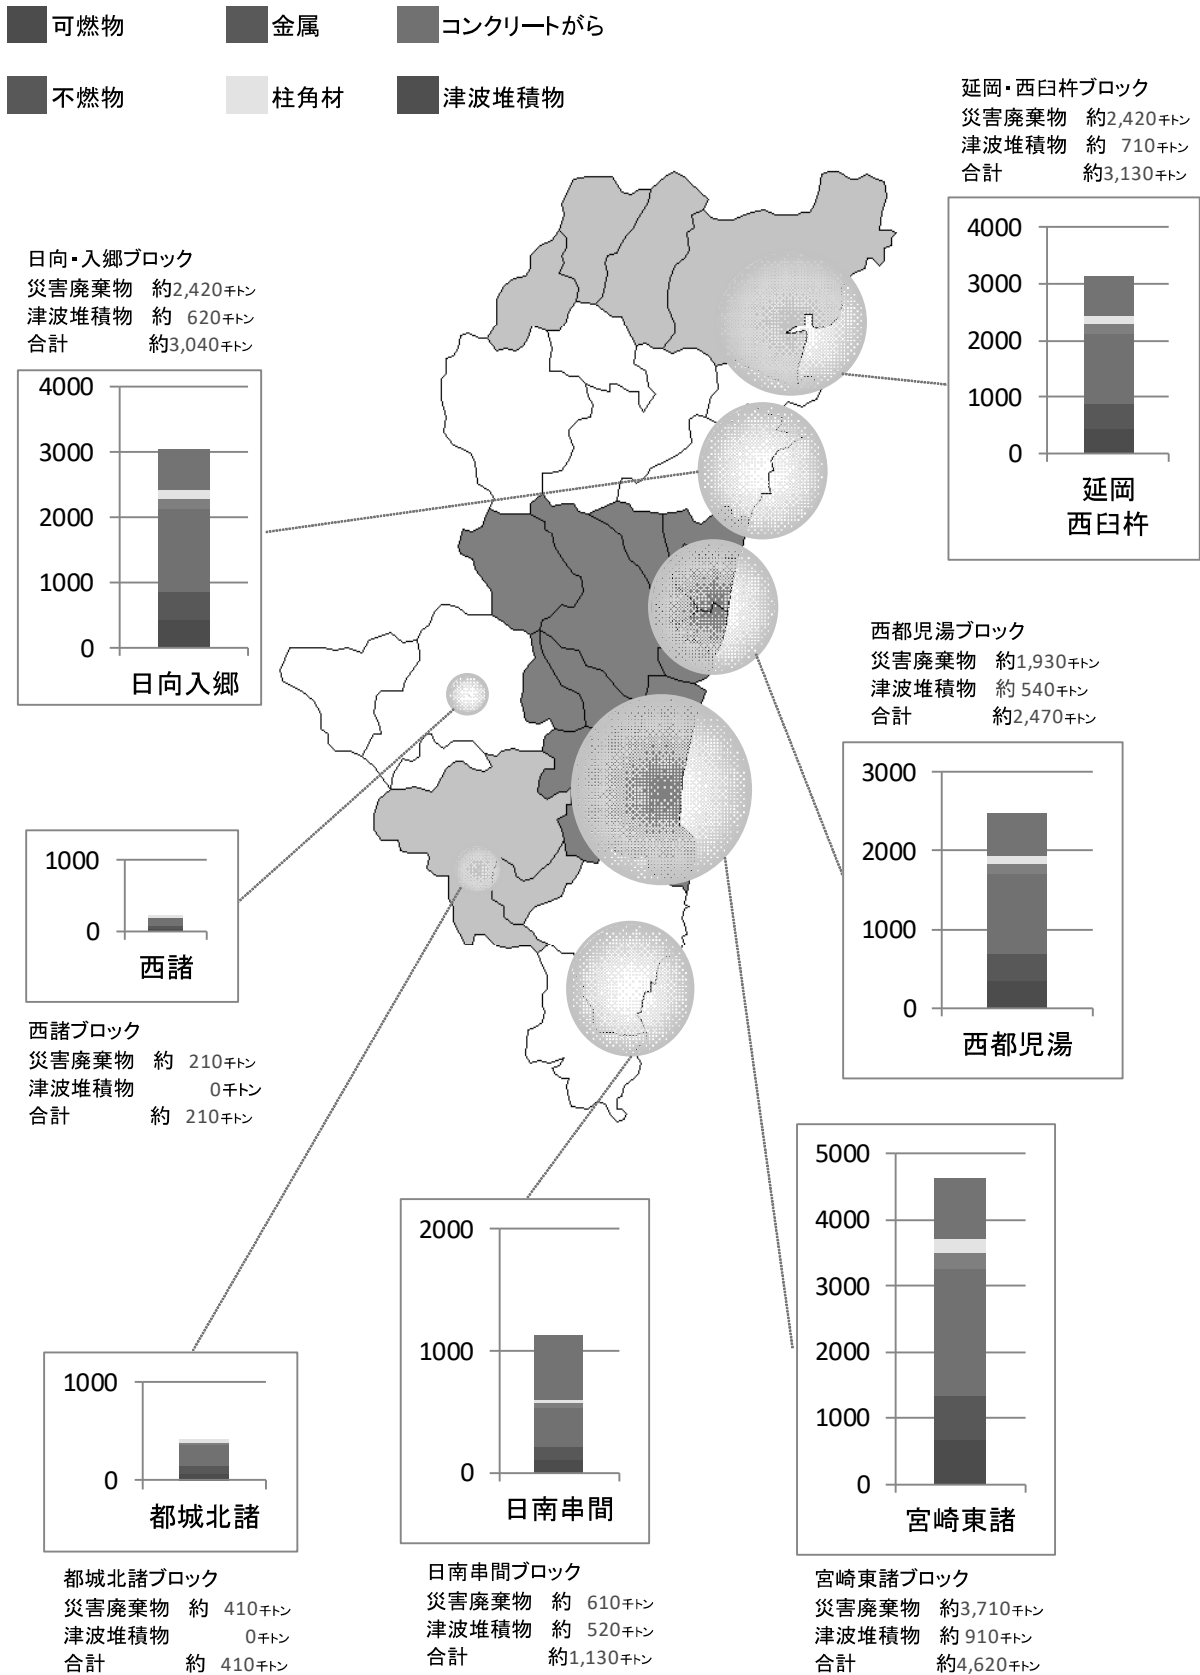 可燃物 金属 コンクリートがら
不燃物 柱角材 津波堆積物
延岡・西臼杵ブロック
災害廃棄物 約2,420千トン
津波堆積物 約 710千トン
合計 約3,130千トン
4000
3000
2000
1000
0
延岡
西臼杵
日向・入郷ブロック
災害廃棄物 約2,420千トン
津波堆積物 約 620千トン
合計 約3,040千トン
4000
3000
2000
1000
0
日向入郷
西都児湯ブロック
災害廃棄物 約1,930千トン
津波堆積物 約 540千トン
合計 約2,470千トン
3000
2000
1000
0
西都児湯
1000
0
西諸
西諸ブロック
災害廃棄物 約 210千トン
津波堆積物 0千トン
合計 約 210千トン
5000
4000
3000
2000
1000
0
宮崎東諸
宮崎東諸ブロック
災害廃棄物 約3,710千トン
津波堆積物 約 910千トン
合計 約4,620千トン
2000
1000
0
日南串間
日南串間ブロック
災害廃棄物 約 610千トン
津波堆積物 約 520千トン
合計 約1,130千トン
1000
0
都城北諸
都城北諸ブロック
災害廃棄物 約 410千トン
津波堆積物 0千トン
合計 約 410千トン